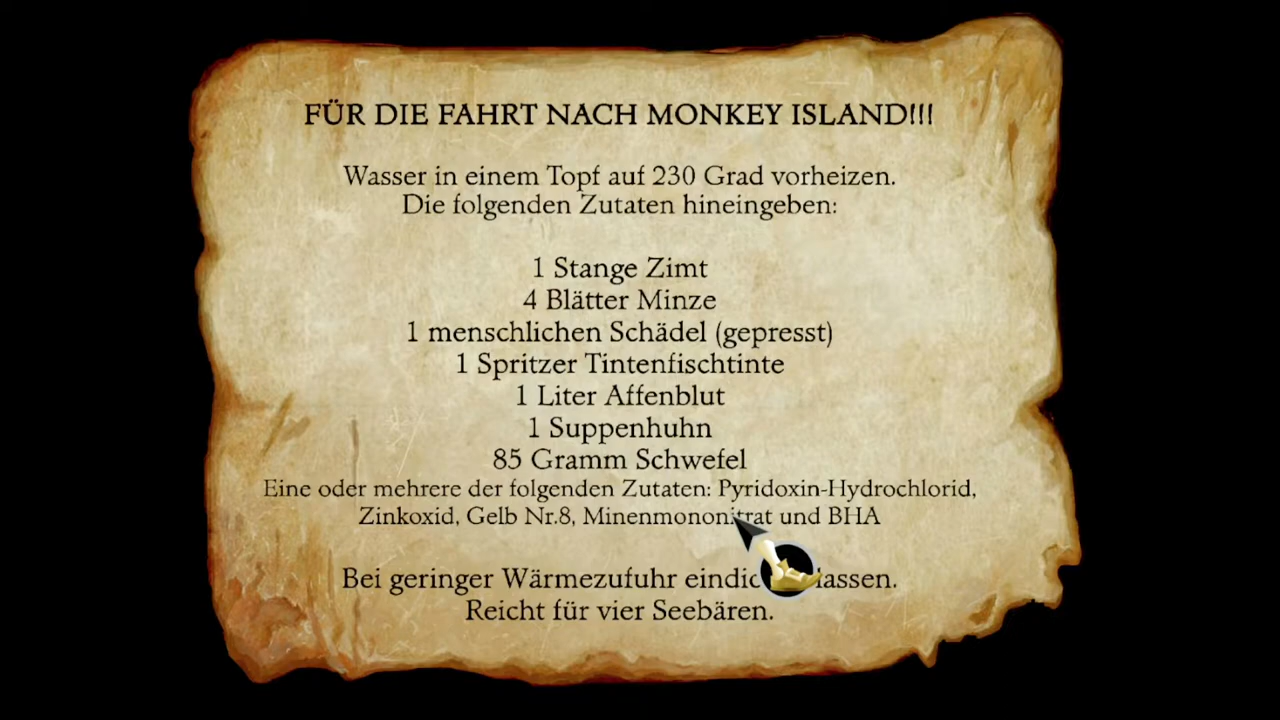 FÜR DIE FAHRT NACH MONKEY ISLAND!!!
Wasser in einem Topf auf 230 Grad vorheizen.
Die folgenden Zutaten hineingeben:
1 Stange Zimt
4 Blätter Minze
1 menschlichen Schädel (gepresst)
1 Spritzer Tintenfischtinte
1 Liter Affenblut
1 Suppenhuhn
85 Gramm Schwefel
Eine oder mehrere der folgenden Zutaten: Pyridoxin-Hydrochlorid,
Zinkoxid, Gelb Nr.8, Minenmononitrat und BHA
Bei geringer Wärmezufuhr lassen.
Reicht für vier Seebären.